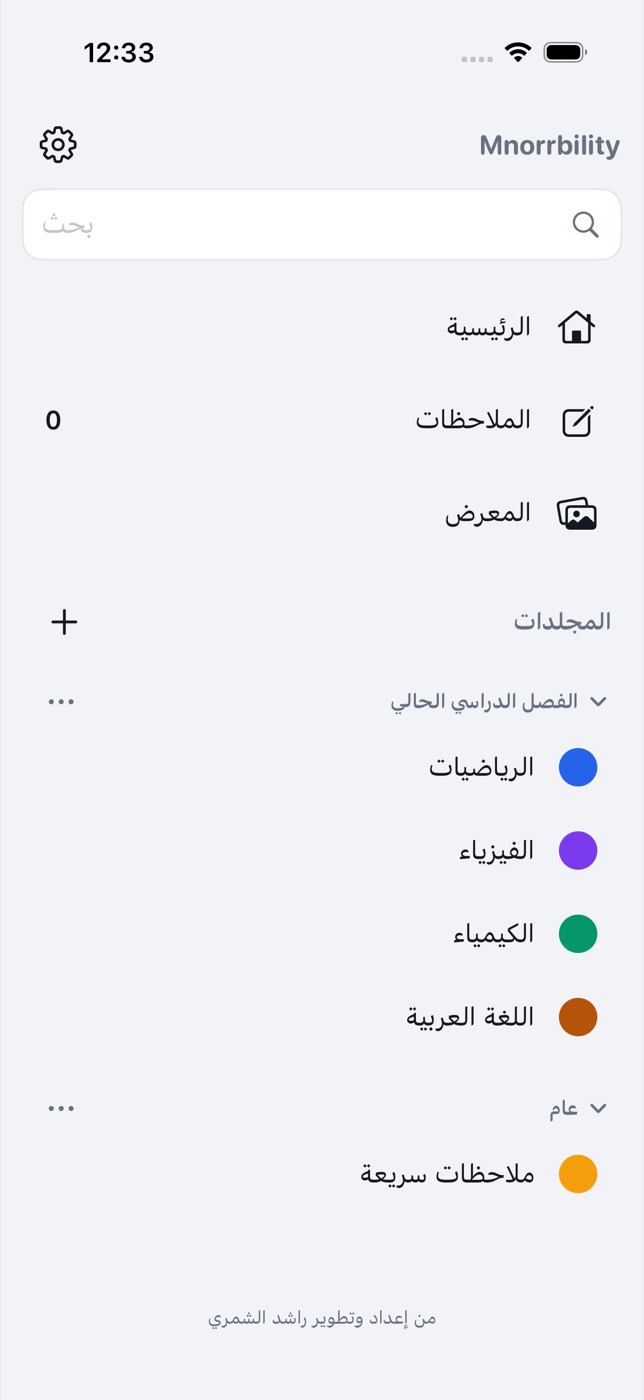 12:33
Mnorrbility
بحث
الرئيسية
الملاحظات 0
المعرض
المجلدات
الفصل الدراسي الحالي
الرياضيات
الفيزياء
الكيمياء
اللغة العربية
عام
ملاحظات سريعة
من إعداد وتطوير راشد الشمري